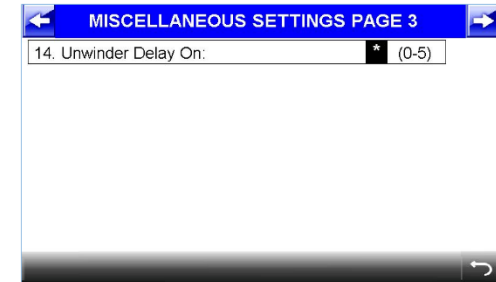 MISCELLANEOUS SETTINGS PAGE 3
14. Unwinder Delay On: * (0-5)